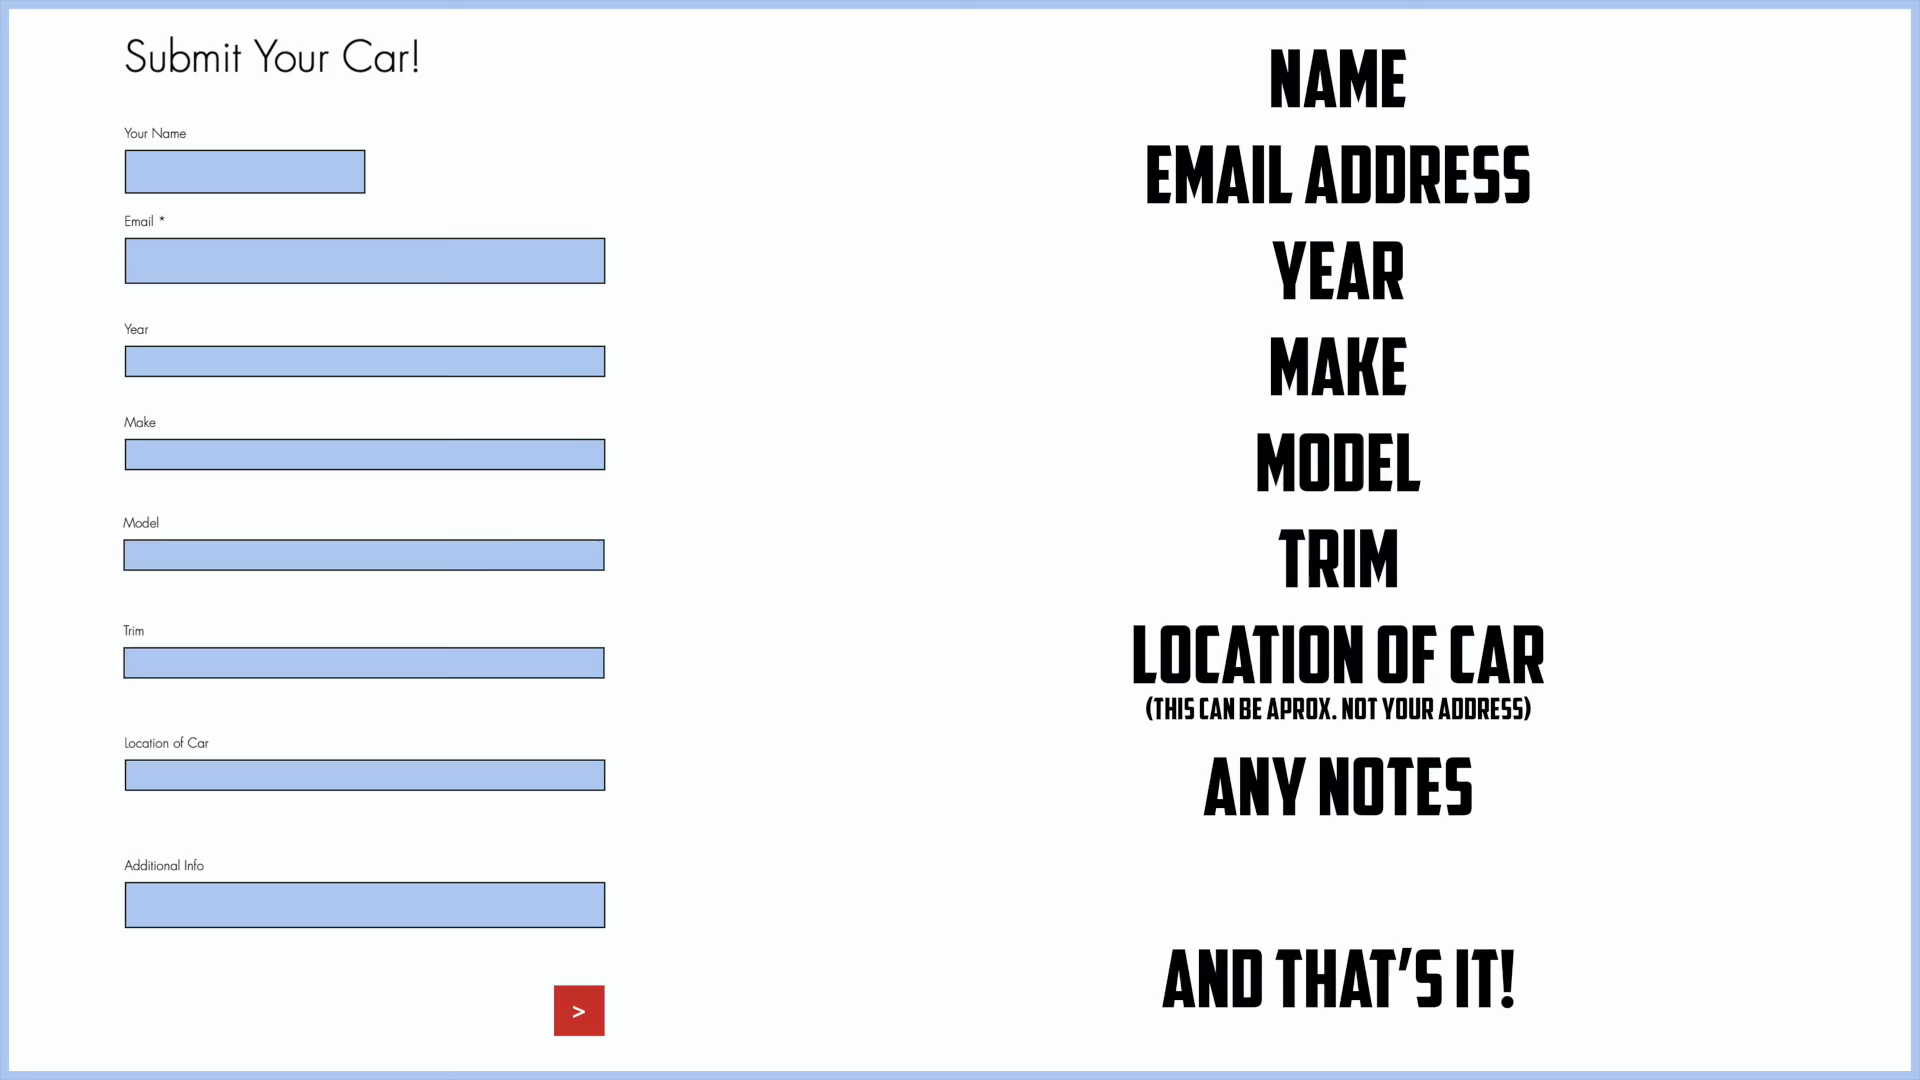 Submit Your Car!
Your Name
Email *
Year
Make
Model
Trim
Location of Car
Additional Info
>
NAME
EMAIL ADDRESS
YEAR
MAKE
MODEL
TRIM
LOCATION OF CAR
(THIS CAN BE APROX. NOT YOUR ADDRESS)
ANY NOTES
AND THAT'S IT!